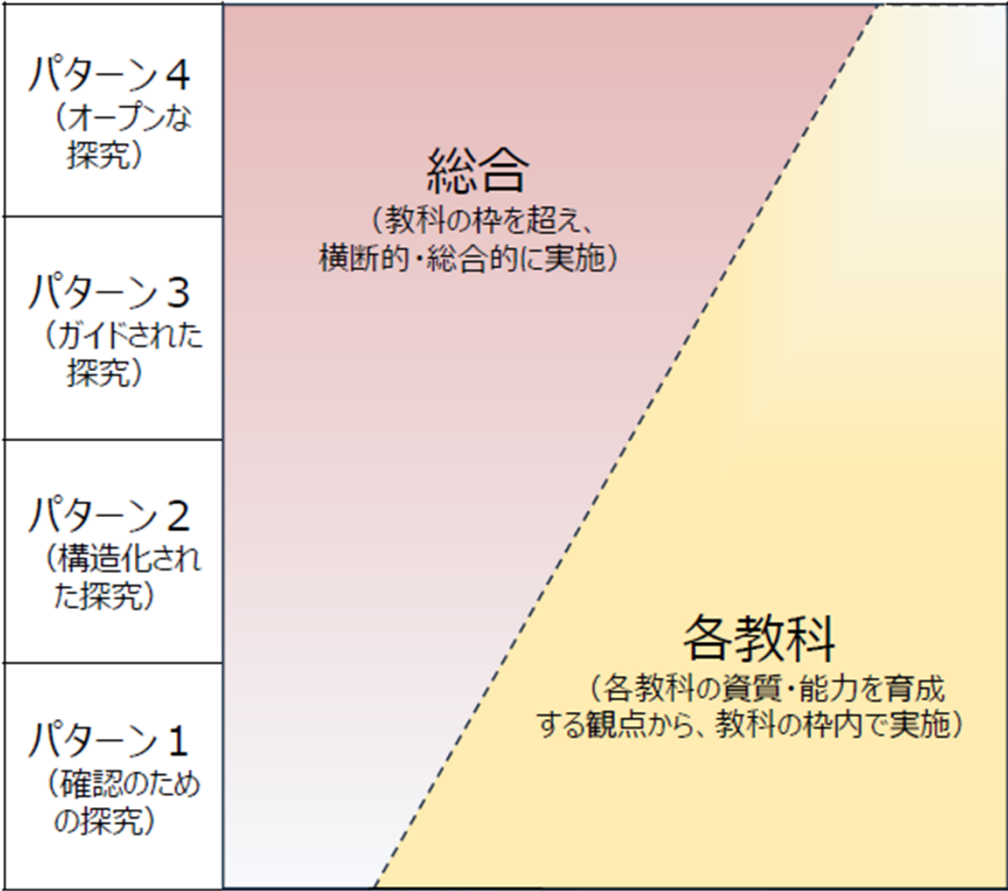 パターン４
（オープンな
探究）
総合
（教科の枠を超え、
横断的・総合的に実施）
パターン３
（ガイドされた
探究）
パターン２
（構造化され
た探究）
各教科
（各教科の資質・能力を育成
する観点から、教科の枠内で実施）
パターン１
（確認のため
の探究）